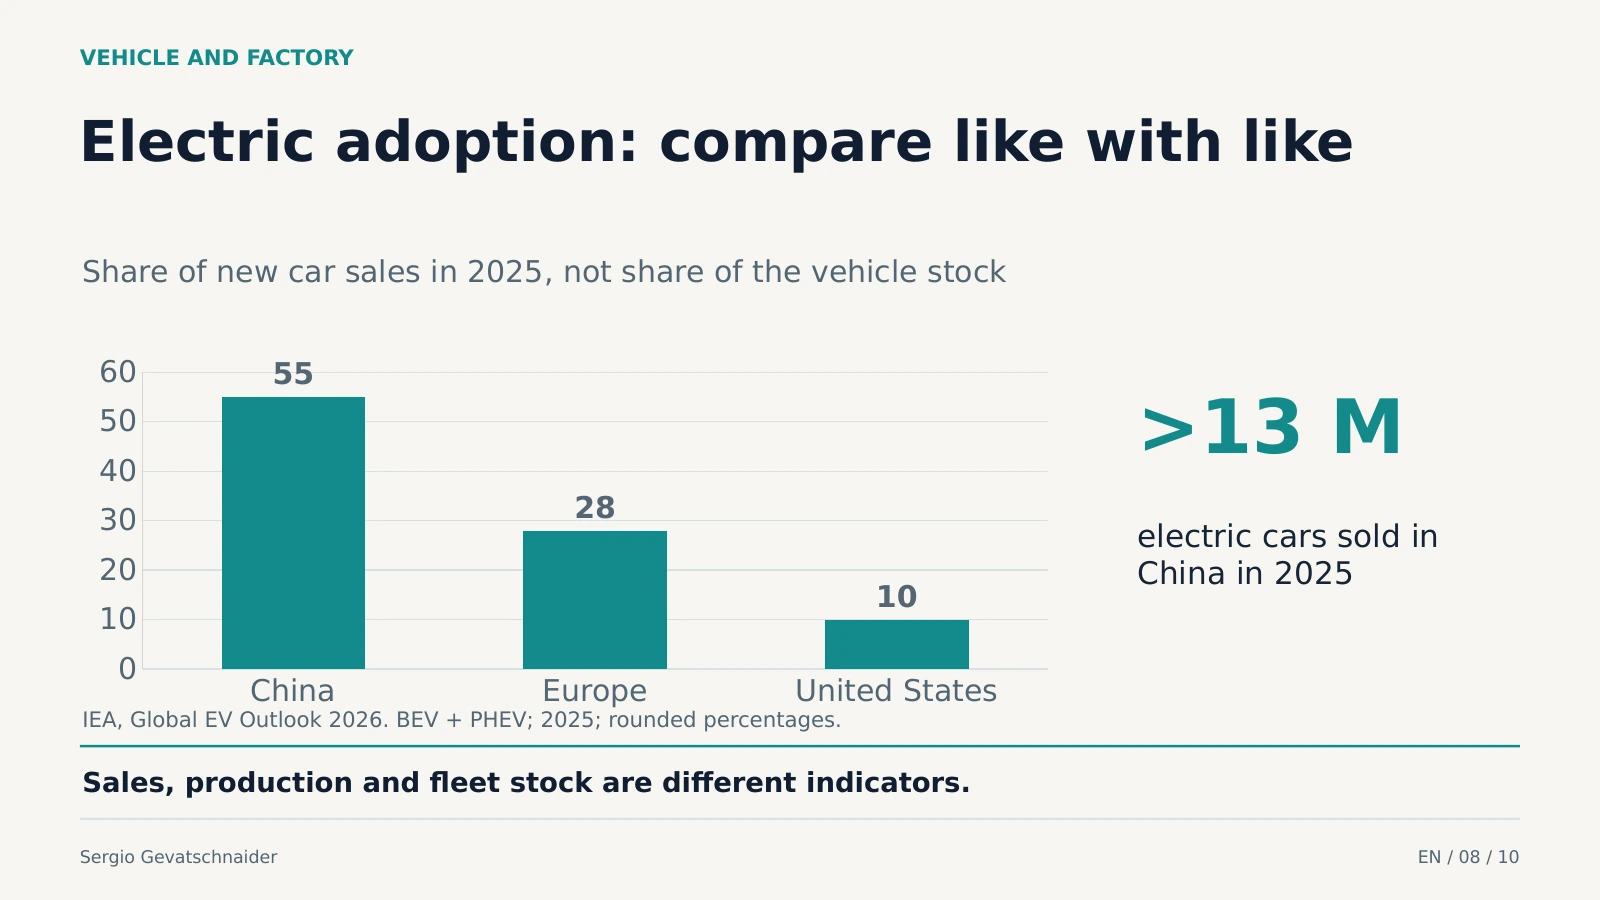 VEHICLE AND FACTORY
Electric adoption: compare like with like
Share of new car sales in 2025, not share of the vehicle stock
60
50
40
30
20
10
0
55
28
10
China
Europe
United States
>13 M
electric cars sold in
China in 2025
IEA, Global EV Outlook 2026. BEV + PHEV; 2025; rounded percentages.
Sales, production and fleet stock are different indicators.
Sergio Gevatschnaider
EN / 08 / 10